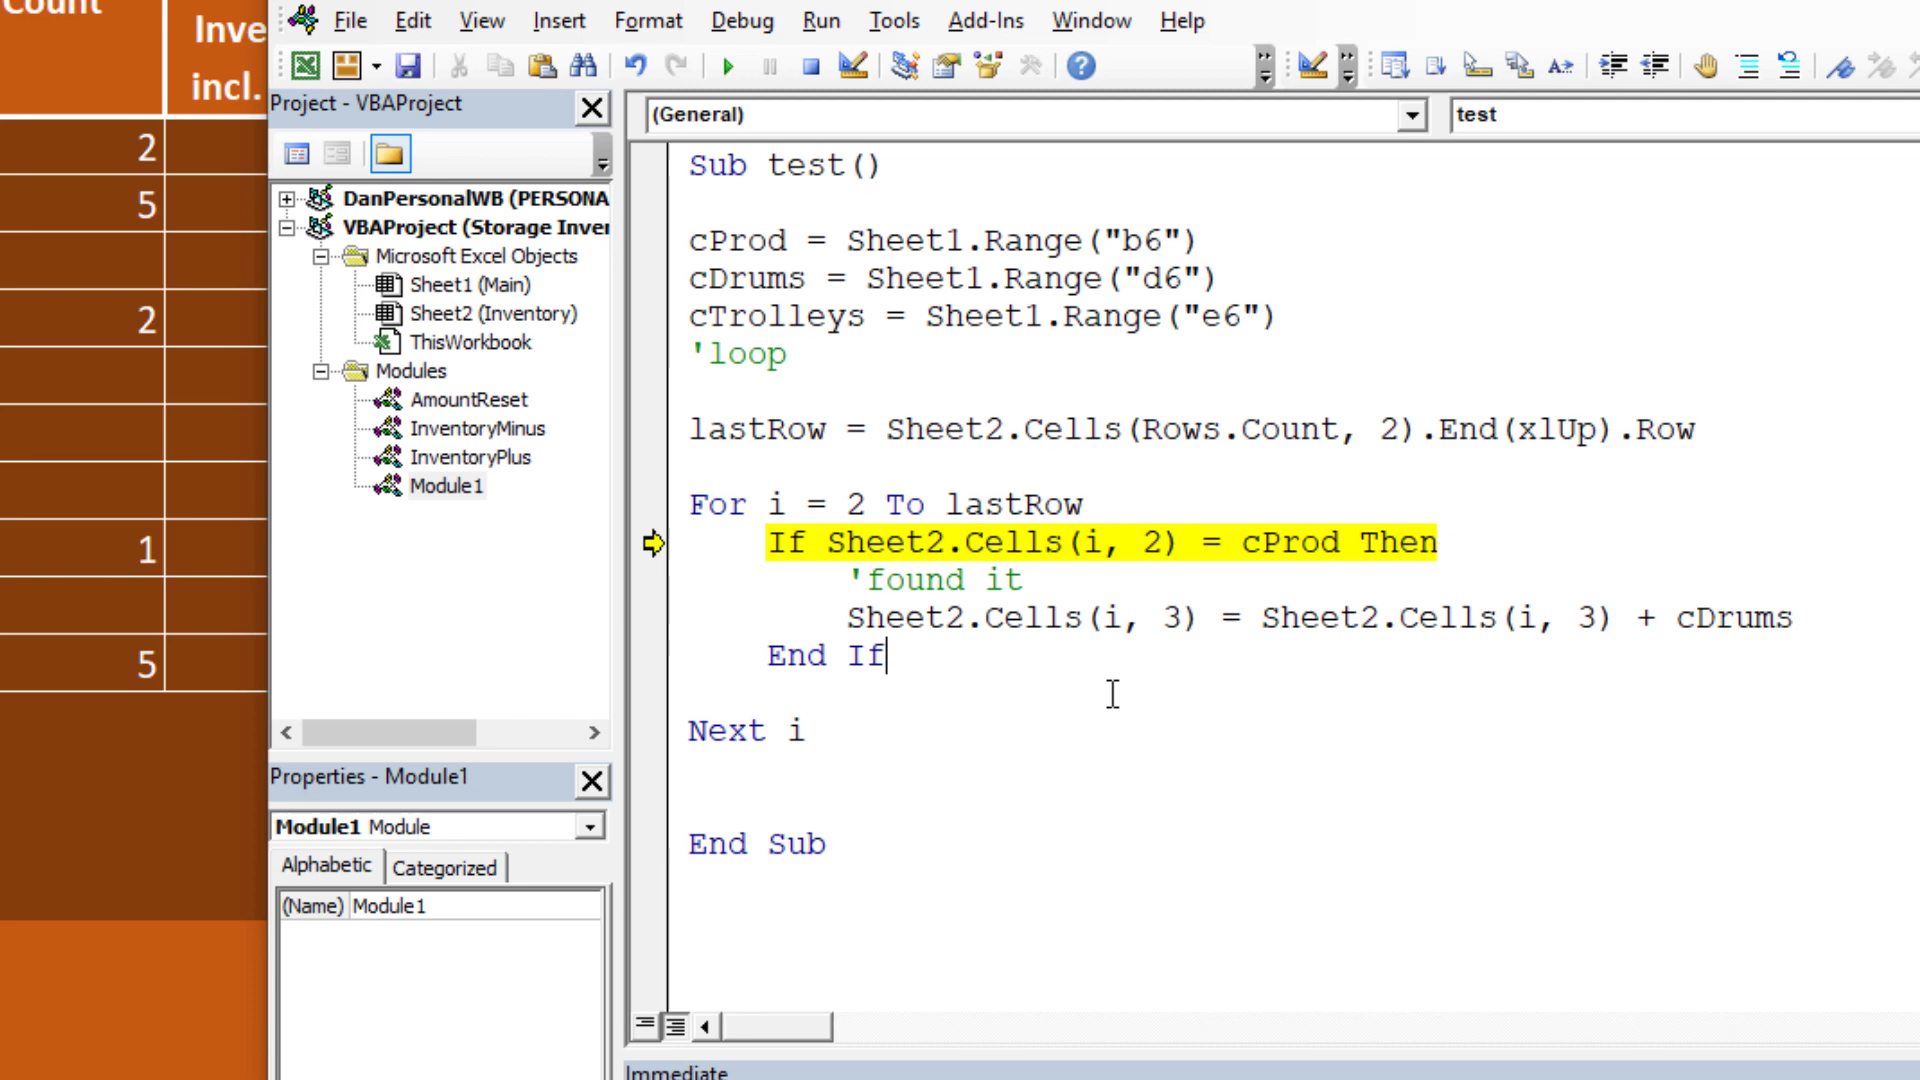 Count
Inve
incl.
2
5
2
1
5
File Edit View Insert Format Debug Run Tools Add-Ins Window Help
Project - VBAProject
DanPersonalWB (PERSONA
VBAProject (Storage Inver
Microsoft Excel Objects
Sheet1 (Main)
Sheet2 (Inventory)
ThisWorkbook
Modules
AmountReset
InventoryMinus
InventoryPlus
Module1
Properties - Module1
Module1 Module
Alphabetic Categorized
(Name) Module1
(General) test
Sub test()
cProd = Sheet1.Range("b6")
cDrums = Sheet1.Range("d6")
cTrolleys = Sheet1.Range("e6")
'loop
lastRow = Sheet2.Cells(Rows.Count, 2).End(xlUp).Row
For i = 2 To lastRow
If Sheet2.Cells(i, 2) = cProd Then
'found it
Sheet2.Cells(i, 3) = Sheet2.Cells(i, 3) + cDrums
End If
Next i
End Sub
Immediate